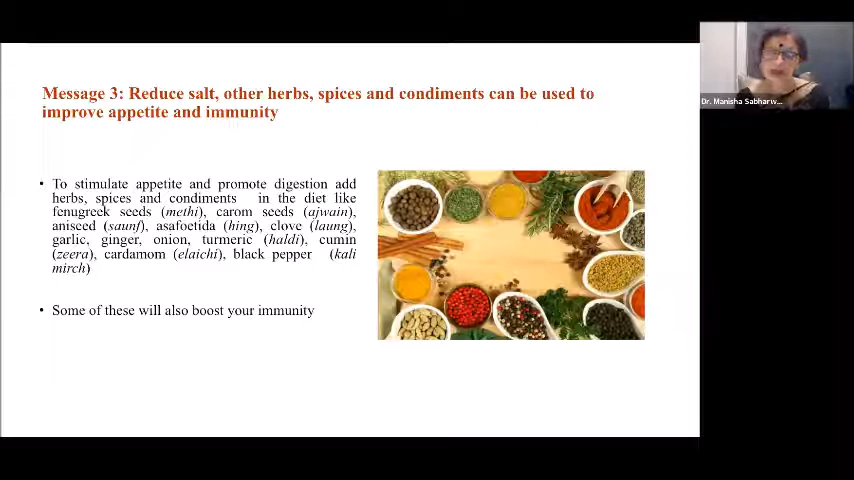 Message 3: Reduce salt, other herbs, spices and condiments can be used to
improve appetite and immunity
• To stimulate appetite and promote digestion add
herbs, spices and condiments in the diet like
fenugreek seeds (methi), carom seeds (ajwain),
aniseed (saunf), asafoetida (hing), clove (laung),
garlic, ginger, onion, turmeric (haldi), cumin
(zeera), cardamom (elaichi), black pepper (kali
mirch)
• Some of these will also boost your immunity
Dr. Manisha Sabharw...